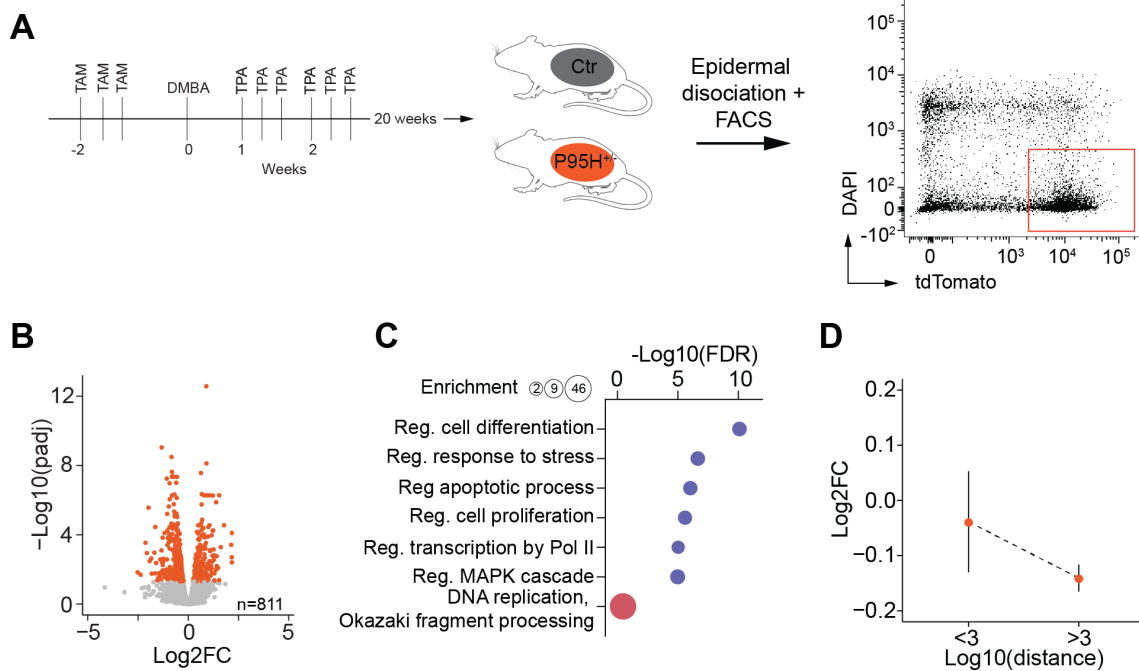 A
TAM
TAM
TAM
DMBA
TPA
TPA
TPA
TPA
TPA
TPA
20 weeks
-2
0
1
2
Weeks
Ctr
P95H+/-
Epidermal
disociation +
FACS
10⁵
10⁴
10³
10²
0
-10²
DAPI
0
10³
10⁴
10⁵
tdTomato
B
12
8
4
0
−Log10(padj)
n=811
−5
0
5
Log2FC
C
-Log10(FDR)
Enrichment 2 9 46
0
5
10
Reg. cell differentiation
Reg. response to stress
Reg apoptotic process
Reg. cell proliferation
Reg. transcription by Pol II
Reg. MAPK cascade
DNA replication,
Okazaki fragment processing
D
0.2
0.1
0.0
−0.1
−0.2
Log2FC
<3
>3
Log10(distance)